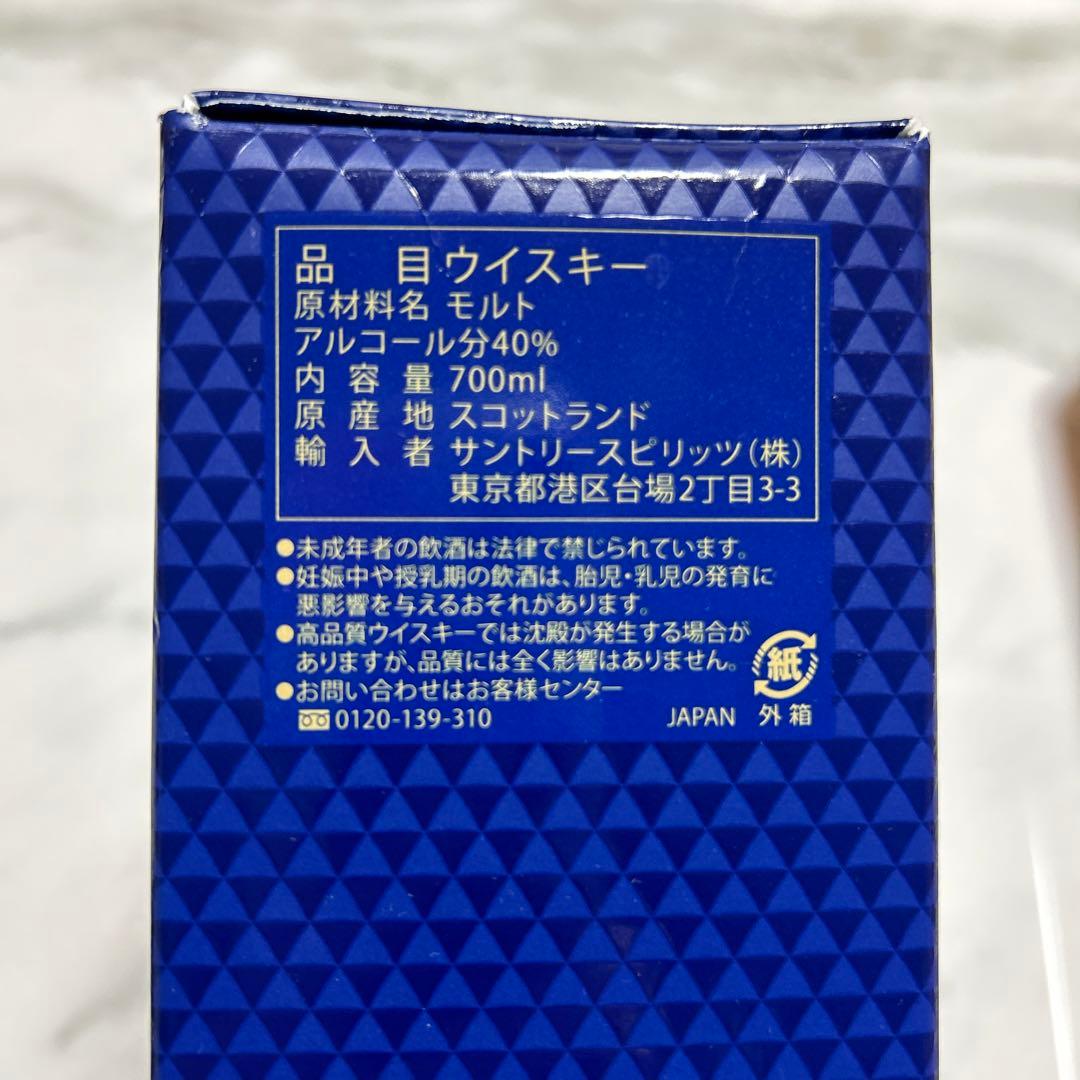 品目ウイスキー
原材料名 モルト
アルコール分40%
内容量 700ml
原産地 スコットランド
輸入者 サントリースピリッツ(株)
東京都港区台場2丁目3-3
●未成年者の飲酒は法律で禁じられています。
●妊娠中や授乳期の飲酒は、胎児・乳児の発育に
悪影響を与えるおそれがあります。
●高品質ウイスキーでは沈殿が発生する場合が
ありますが、品質には全く影響はありません。
●お問い合わせはお客様センター
0120-139-310
JAPAN
紙
外箱